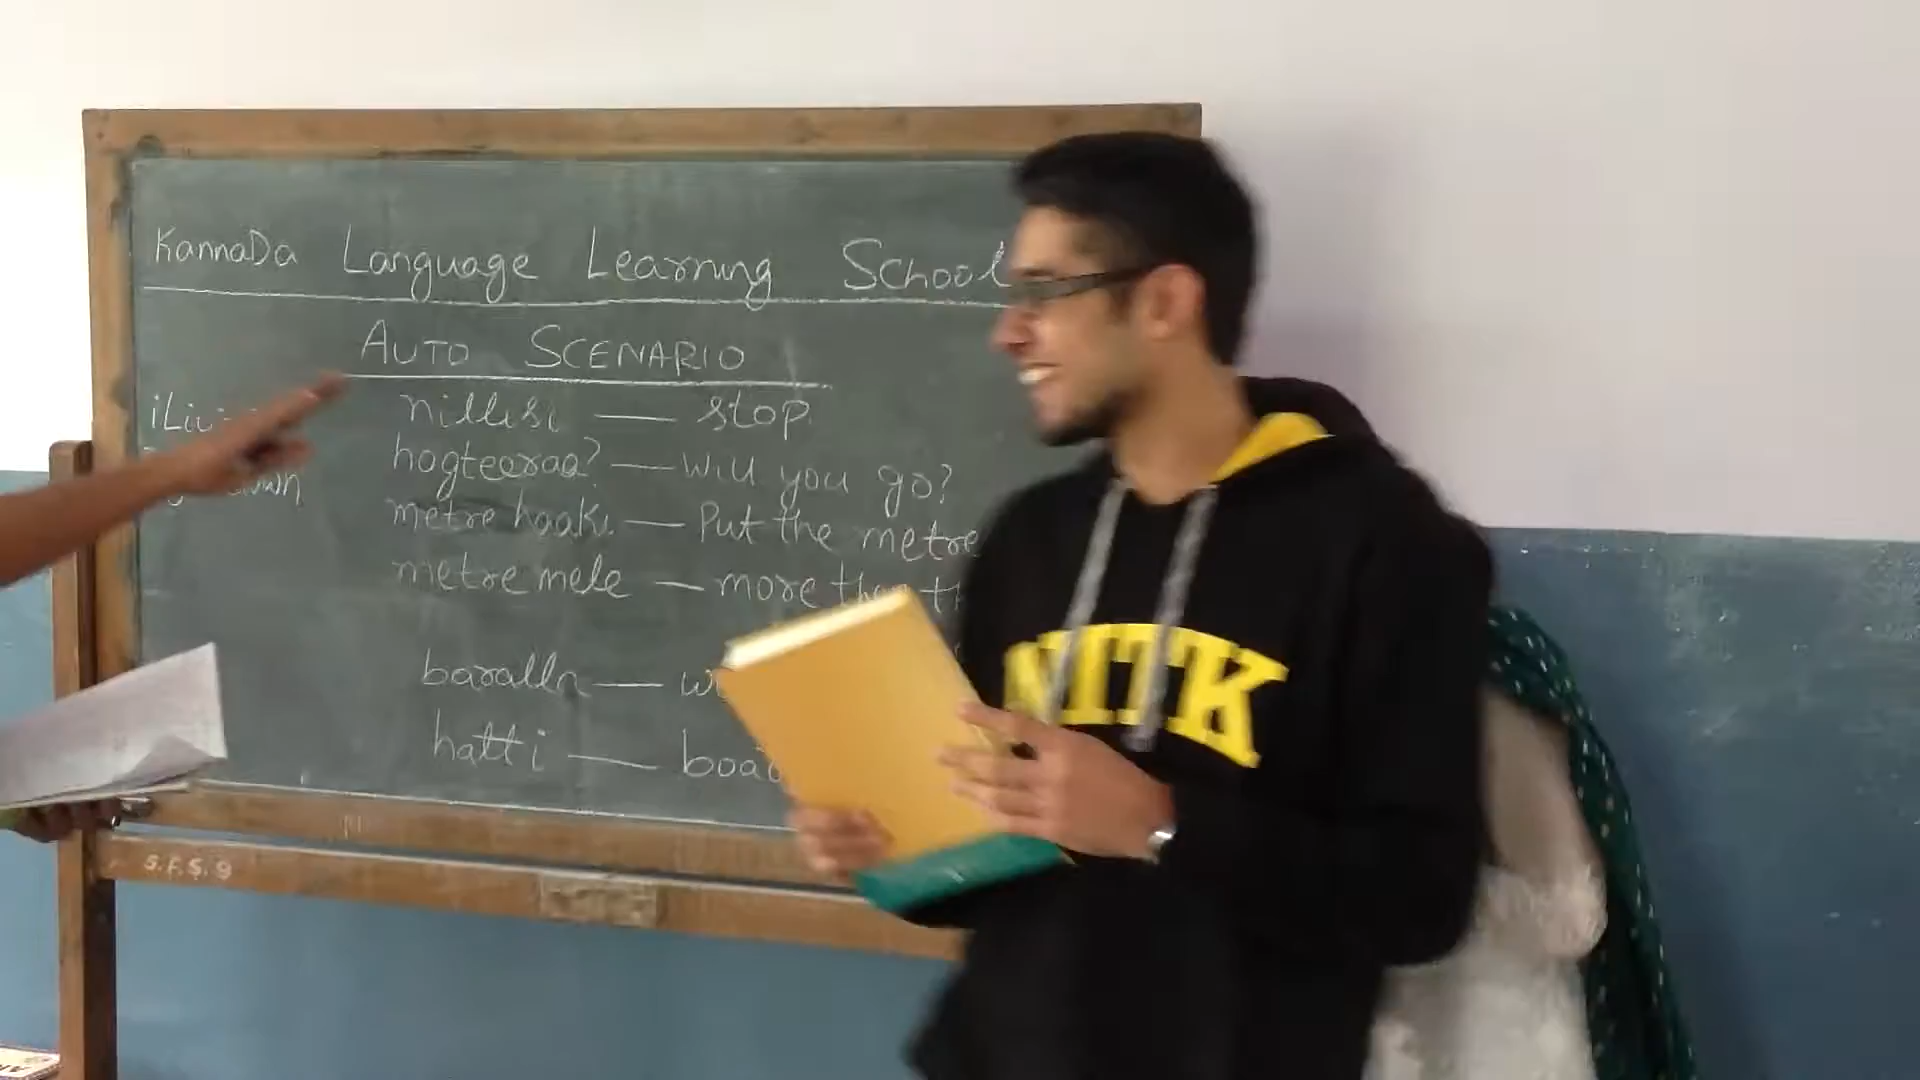 KannaDa Language Learning School
AUTO SCENARIO
nillisi — stop
hogteeraa? — Will you go?
metre haaki — Put the metre
metre mele — more than
baralla —
hatti —
NITK
S.F.S.9